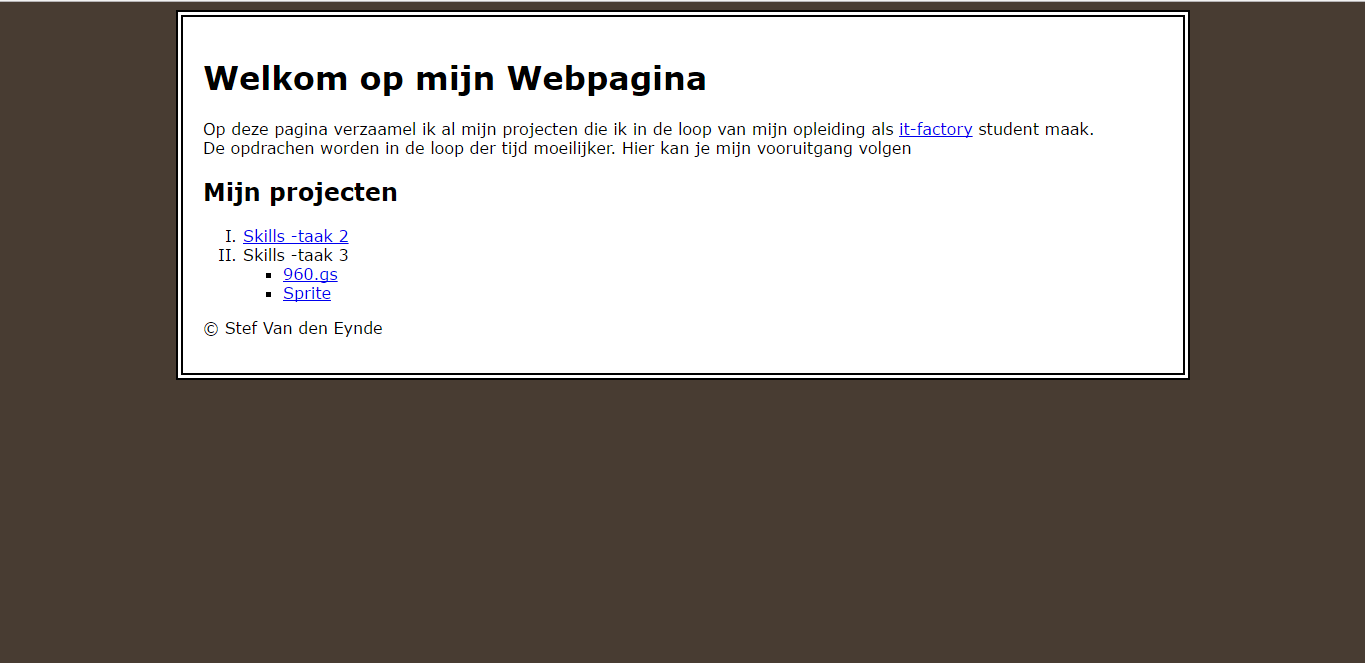 Welkom op mijn Webpagina
Op deze pagina verzaamel ik al mijn projecten die ik in de loop van mijn opleiding als it-factory student maak.
De opdrachen worden in de loop der tijd moeilijker. Hier kan je mijn vooruitgang volgen
Mijn projecten
I. Skills -taak 2
II. Skills -taak 3
▪ 960.gs
▪ Sprite
© Stef Van den Eynde